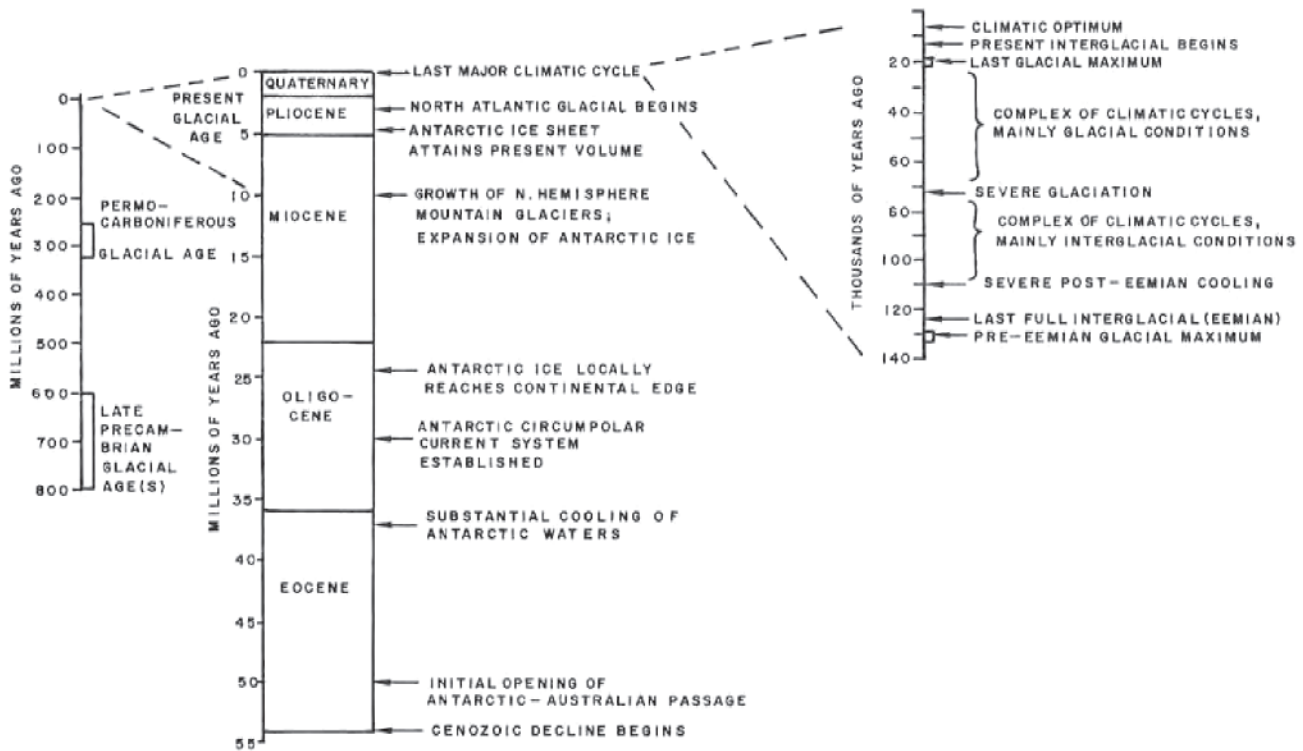 MILLIONS OF YEARS AGO
0
100
200
300
400
500
600
700
800
PERMO-
CARBONIFEROUS
GLACIAL AGE
LATE
PRECAM-
BRIAN
GLACIAL
AGE(S)
PRESENT
GLACIAL
AGE
MILLIONS OF YEARS AGO
0
5
10
15
20
25
30
35
40
45
50
55
QUATERNARY
PLIOCENE
MIOCENE
OLIGO-
CENE
EOCENE
LAST MAJOR CLIMATIC CYCLE
NORTH ATLANTIC GLACIAL BEGINS
ANTARCTIC ICE SHEET
ATTAINS PRESENT VOLUME
GROWTH OF N. HEMISPHERE
MOUNTAIN GLACIERS;
EXPANSION OF ANTARCTIC ICE
ANTARCTIC ICE LOCALLY
REACHES CONTINENTAL EDGE
ANTARCTIC CIRCUMPOLAR
CURRENT SYSTEM
ESTABLISHED
SUBSTANTIAL COOLING OF
ANTARCTIC WATERS
INITIAL OPENING OF
ANTARCTIC-AUSTRALIAN PASSAGE
CENOZOIC DECLINE BEGINS
THOUSANDS OF YEARS AGO
20
40
60
80
100
120
140
CLIMATIC OPTIMUM
PRESENT INTERGLACIAL BEGINS
LAST GLACIAL MAXIMUM
COMPLEX OF CLIMATIC CYCLES,
MAINLY GLACIAL CONDITIONS
SEVERE GLACIATION
COMPLEX OF CLIMATIC CYCLES,
MAINLY INTERGLACIAL CONDITIONS
SEVERE POST-EEMIAN COOLING
LAST FULL INTERGLACIAL (EEMIAN)
PRE-EEMIAN GLACIAL MAXIMUM